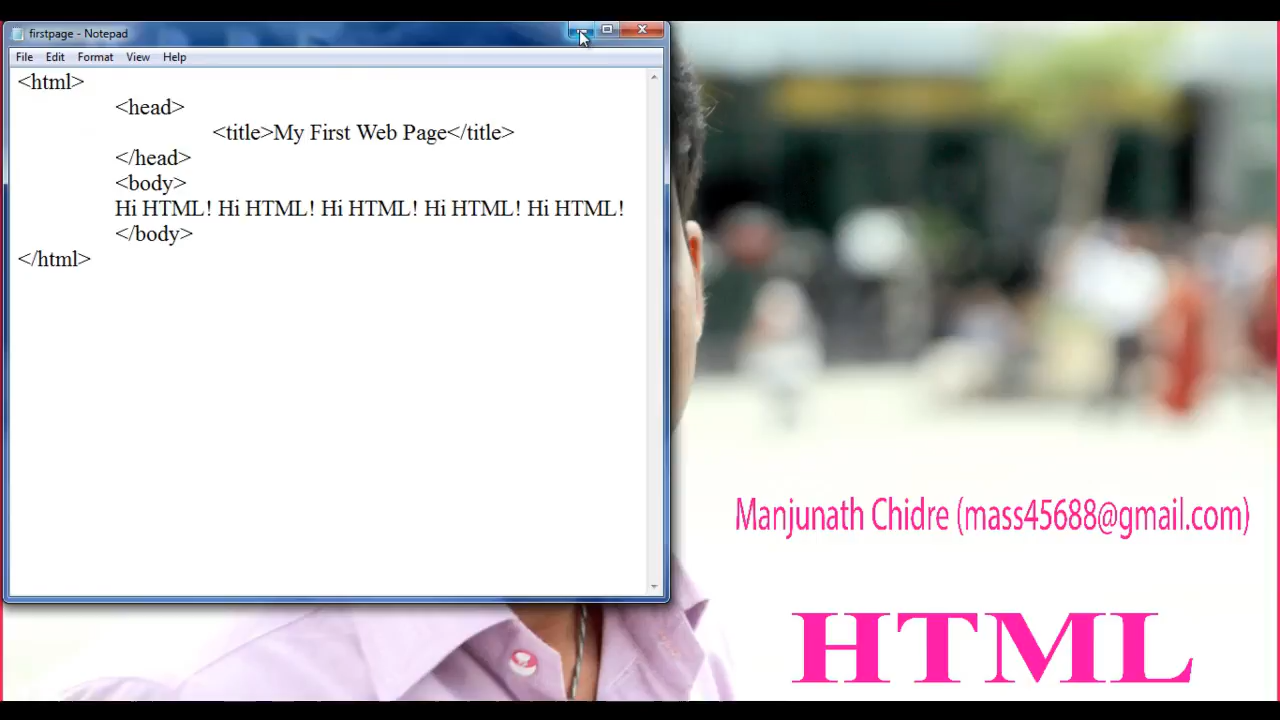 firstpage - Notepad
File Edit Format View Help
<html>
<head>
<title>My First Web Page</title>
</head>
<body>
Hi HTML! Hi HTML! Hi HTML! Hi HTML! Hi HTML!
</body>
</html>
Manjunath Chidre (mass45688@gmail.com)
HTML